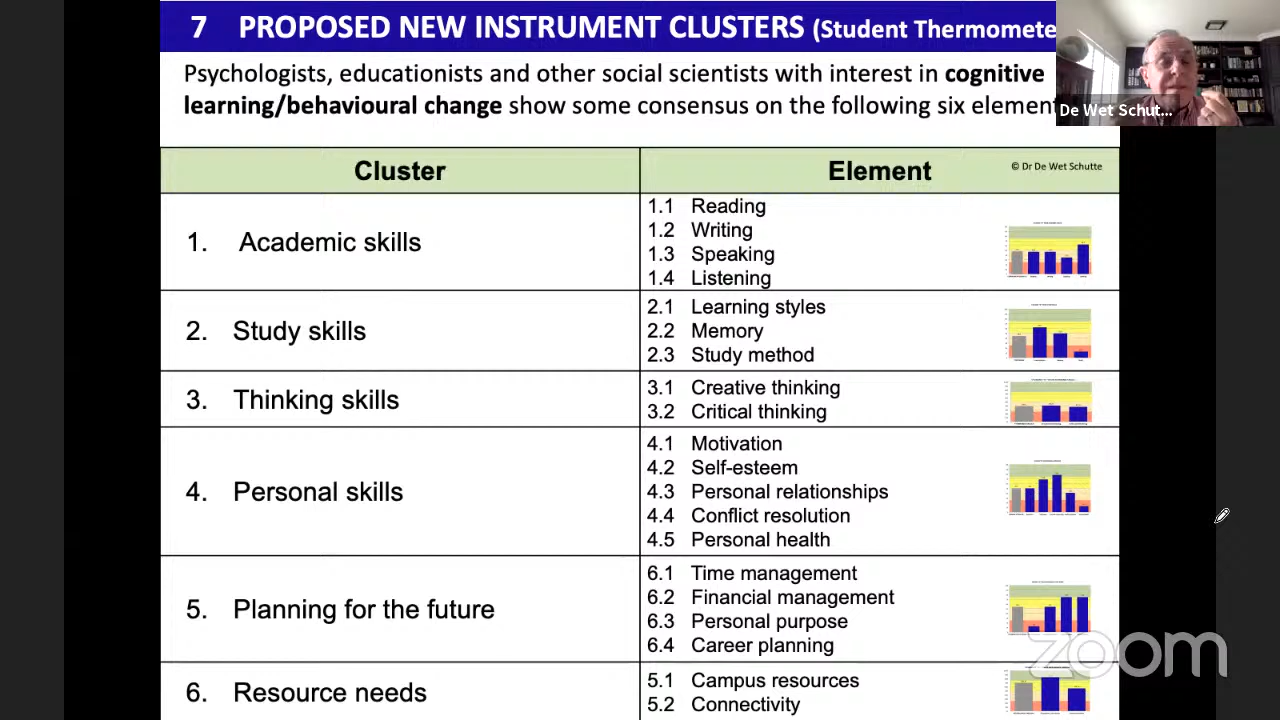 7 PROPOSED NEW INSTRUMENT CLUSTERS (Student Thermomete
Psychologists, educationists and other social scientists with interest in cognitive
learning/behavioural change show some consensus on the following six element
De Wet Schut...
Cluster
Element
© Dr De Wet Schutte
1. Academic skills
1.1 Reading
1.2 Writing
1.3 Speaking
1.4 Listening
2. Study skills
2.1 Learning styles
2.2 Memory
2.3 Study method
3. Thinking skills
3.1 Creative thinking
3.2 Critical thinking
4. Personal skills
4.1 Motivation
4.2 Self-esteem
4.3 Personal relationships
4.4 Conflict resolution
4.5 Personal health
5. Planning for the future
6.1 Time management
6.2 Financial management
6.3 Personal purpose
6.4 Career planning
6. Resource needs
5.1 Campus resources
5.2 Connectivity
zoom